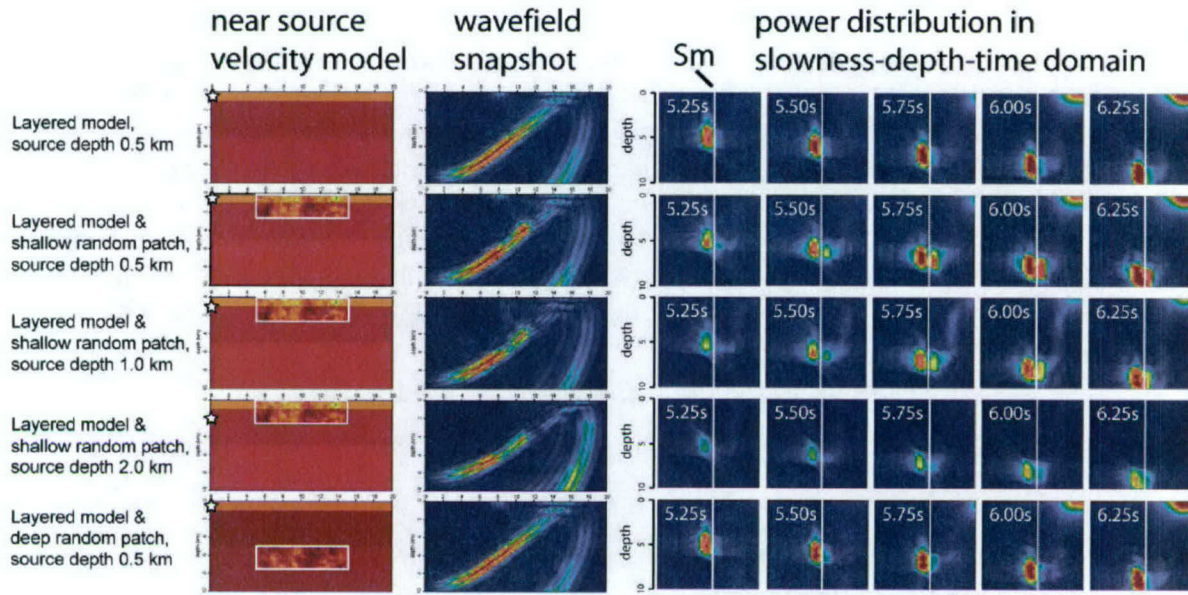 near source
velocity model
wavefield
snapshot
power distribution in
slowness-depth-time domain
Sm
Layered model,
source depth 0.5 km
depth
5.25s
5.50s
5.75s
6.00s
6.25s
Layered model &
shallow random patch,
source depth 0.5 km
depth
5.25s
5.50s
5.75s
6.00s
6.25s
Layered model &
shallow random patch,
source depth 1.0 km
depth
5.25s
5.50s
5.75s
6.00s
6.25s
Layered model &
shallow random patch,
source depth 2.0 km
depth
5.25s
5.50s
5.75s
6.00s
6.25s
Layered model &
deep random patch,
source depth 0.5 km
depth
5.25s
5.50s
5.75s
6.00s
6.25s